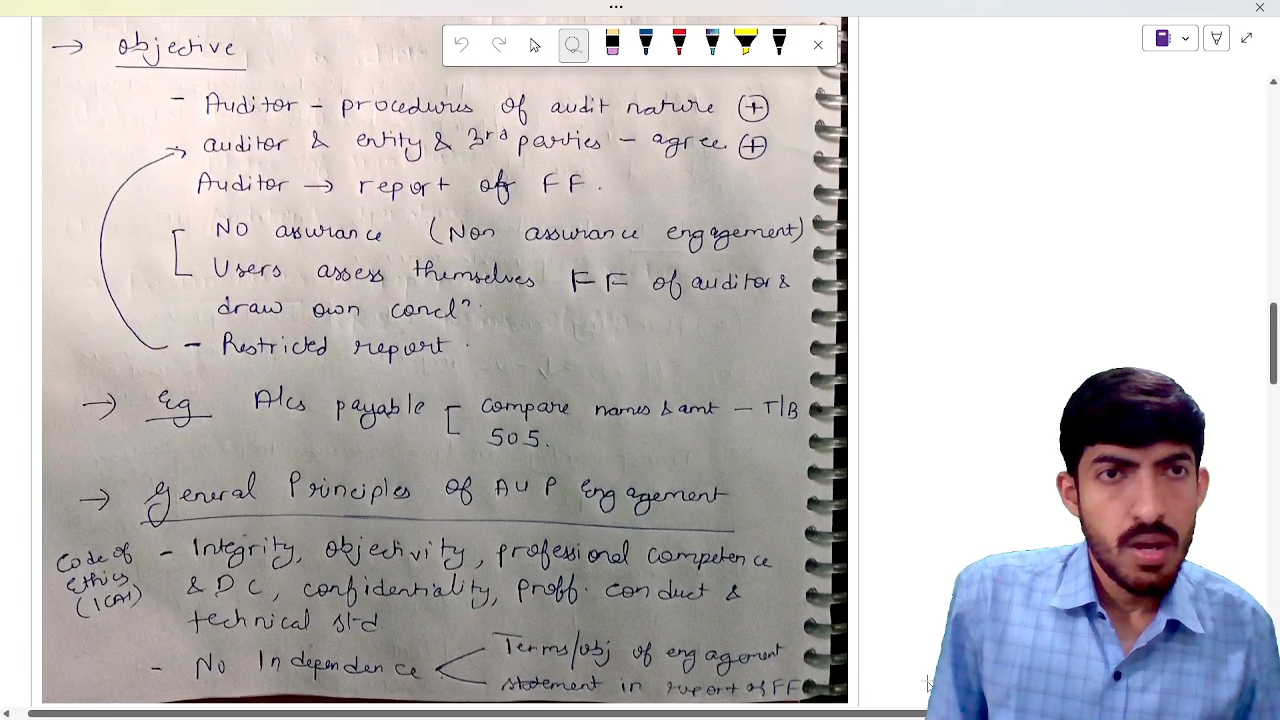 → Objective
- Auditor - procedures of audit nature ⊕
auditor & entity & 3rd parties - agree. ⊕
Auditor → report of FF.
NO assurance (Non assurance engagement)
Users assess themselves FF of auditor &
draw own concln.
- Restricted report.
→ Eg A/cs payable [ compare names & amt - T/B
505.
→ General Principles of AUP Engagement
Code of Ethics (ICAI)
- Integrity, objectivity, professional competence
& DC, confidentiality, proff. conduct &
technical std
- No Independence < Terms/obj of engagement
statement in report of FF